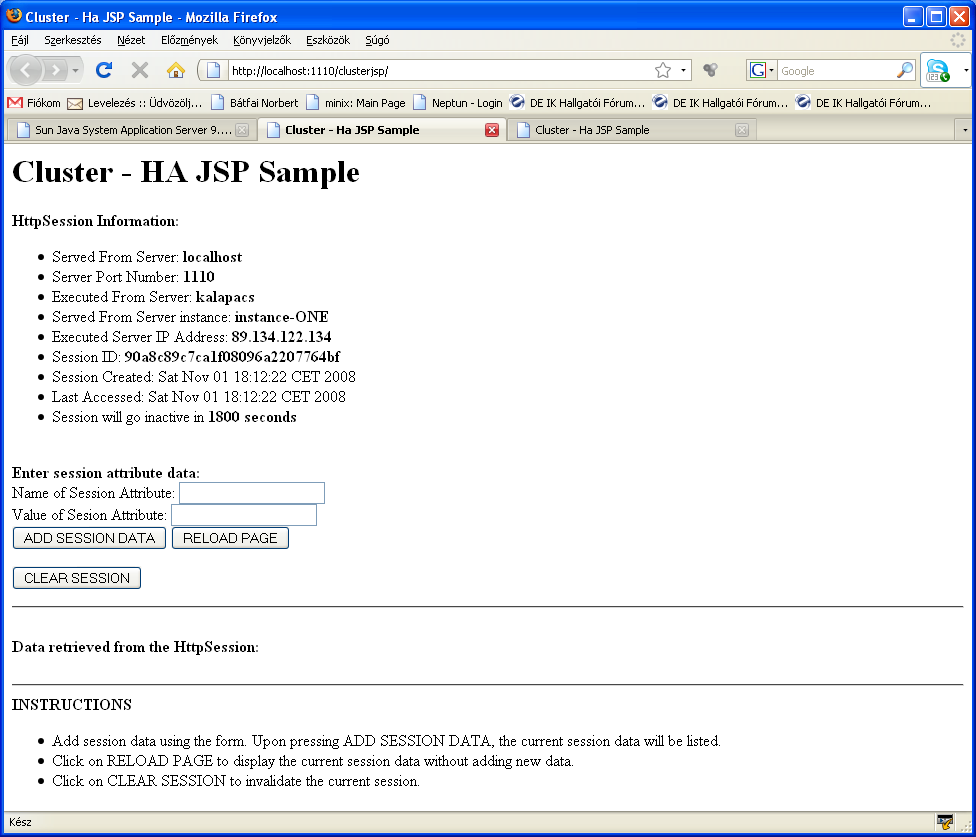 Cluster - Ha JSP Sample - Mozilla Firefox
Fájl Szerkesztés Nézet Előzmények Könyvjelzők Eszközök Súgó
http://localhost:1110/clusterjsp/ G Google
Fiókom Levelezés :: Üdvözölj... Bátfai Norbert minix: Main Page Neptun - Login DE IK Hallgatói Fórum... DE IK Hallgatói Fórum... DE IK Hallgatói Fórum...
Sun Java System Application Server 9.... Cluster - Ha JSP Sample Cluster - Ha JSP Sample
Cluster - HA JSP Sample
HttpSession Information:
• Served From Server: localhost
• Server Port Number: 1110
• Executed From Server: kalapacs
• Served From Server instance: instance-ONE
• Executed Server IP Address: 89.134.122.134
• Session ID: 90a8c89c7ca1f08096a2207764bf
• Session Created: Sat Nov 01 18:12:22 CET 2008
• Last Accessed: Sat Nov 01 18:12:22 CET 2008
• Session will go inactive in 1800 seconds
Enter session attribute data:
Name of Session Attribute:
Value of Sesion Attribute:
ADD SESSION DATA RELOAD PAGE
CLEAR SESSION
Data retrieved from the HttpSession:
INSTRUCTIONS
• Add session data using the form. Upon pressing ADD SESSION DATA, the current session data will be listed.
• Click on RELOAD PAGE to display the current session data without adding new data.
• Click on CLEAR SESSION to invalidate the current session.
Kész